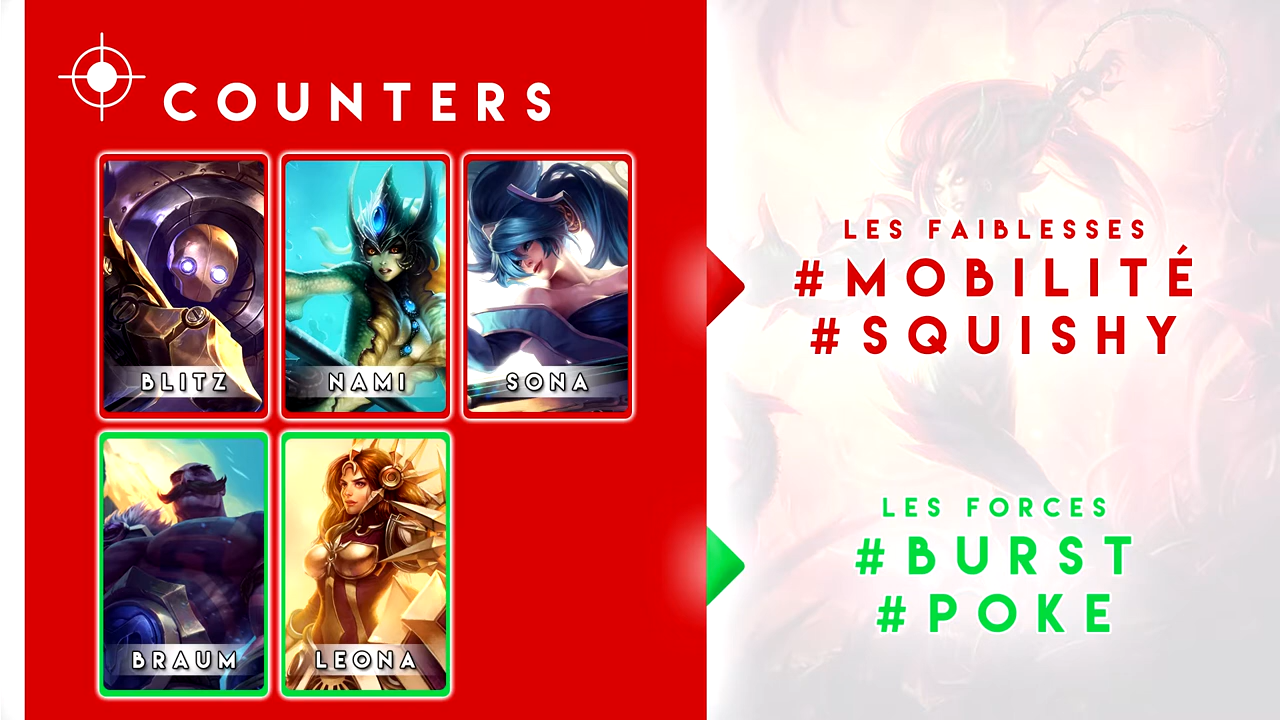 COUNTERS
BLITZ
NAMI
SONA
BRAUM
LEONA
LES FAIBLESSES
#MOBILITÉ
#SQUISHY
LES FORCES
#BURST
#POKE